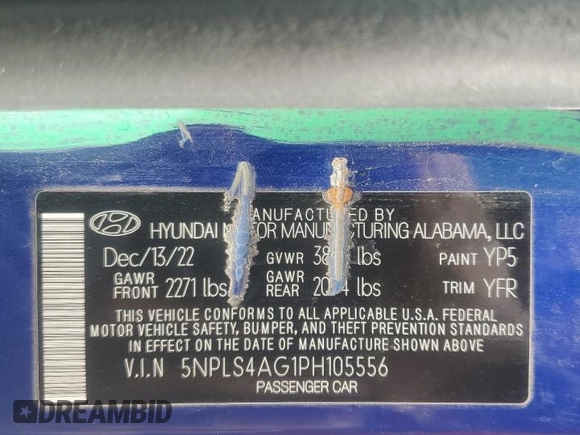 MANUFACTURED BY
HYUNDAI MOTOR MANUFACTURING ALABAMA, LLC
Dec/13/22 GVWR lbs PAINT YP5
GAWR FRONT 2271 lbs GAWR REAR lbs TRIM YFR
THIS VEHICLE CONFORMS TO ALL APPLICABLE U.S.A. FEDERAL
MOTOR VEHICLE SAFETY, BUMPER, AND THEFT PREVENTION
STANDARDS IN EFFECT ON THE DATE OF MANUFACTURE SHOWN ABOVE.
V.I.N 5NPLS4AG1PH105556
PASSENGER CAR
DREAMBID